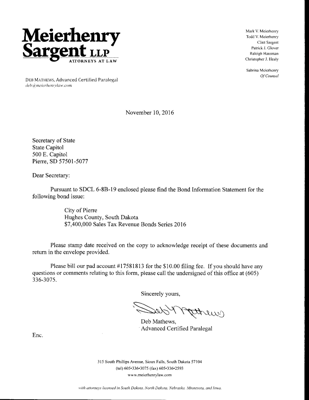 Meierhenry
Sargent LLP
ATTORNEYS AT LAW
Mark V. Meierhenry
Todd V. Meierhenry
Clint Sargent
Patrick J. Glover
Raleigh Hansman
Christopher J. Healy
Sabrina Meierhenry
Of Counsel
DEB MATHEWS, Advanced Certified Paralegal
deb@meierhenrylaw.com
November 10, 2016
Secretary of State
State Capitol
500 E. Capitol
Pierre, SD 57501-5077
Dear Secretary:
Pursuant to SDCL 6-8B-19 enclosed please find the Bond Information Statement for the
following bond issue:
City of Pierre
Hughes County, South Dakota
$7,400,000 Sales Tax Revenue Bonds Series 2016
Please stamp date received on the copy to acknowledge receipt of these documents and
return in the envelope provided.
Please bill our pad account #17581813 for the $10.00 filing fee. If you should have any
questions or comments relating to this form, please call the undersigned of this office at (605)
336-3075.
Sincerely yours,
Deb Mathews
Deb Mathews,
Advanced Certified Paralegal
Enc.
315 South Phillips Avenue, Sioux Falls, South Dakota 57104
(tel) 605•336•3075 (fax) 605•336•2593
www.meierhenrylaw.com
with attorneys licensed in South Dakota, North Dakota, Nebraska, Minnesota, and Iowa